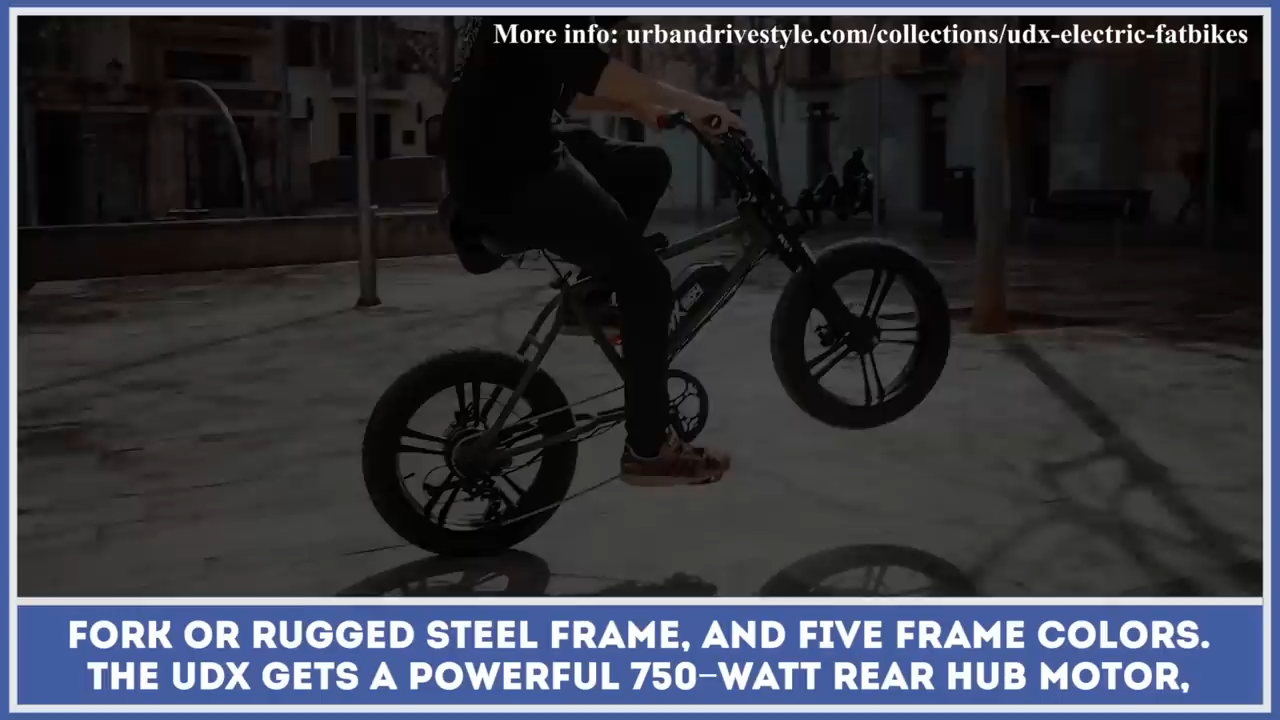 More info: urbandrivestyle.com/collections/udx-electric-fatbikes
FORK OR RUGGED STEEL FRAME, AND FIVE FRAME COLORS.
THE UDX GETS A POWERFUL 750-WATT REAR HUB MOTOR,